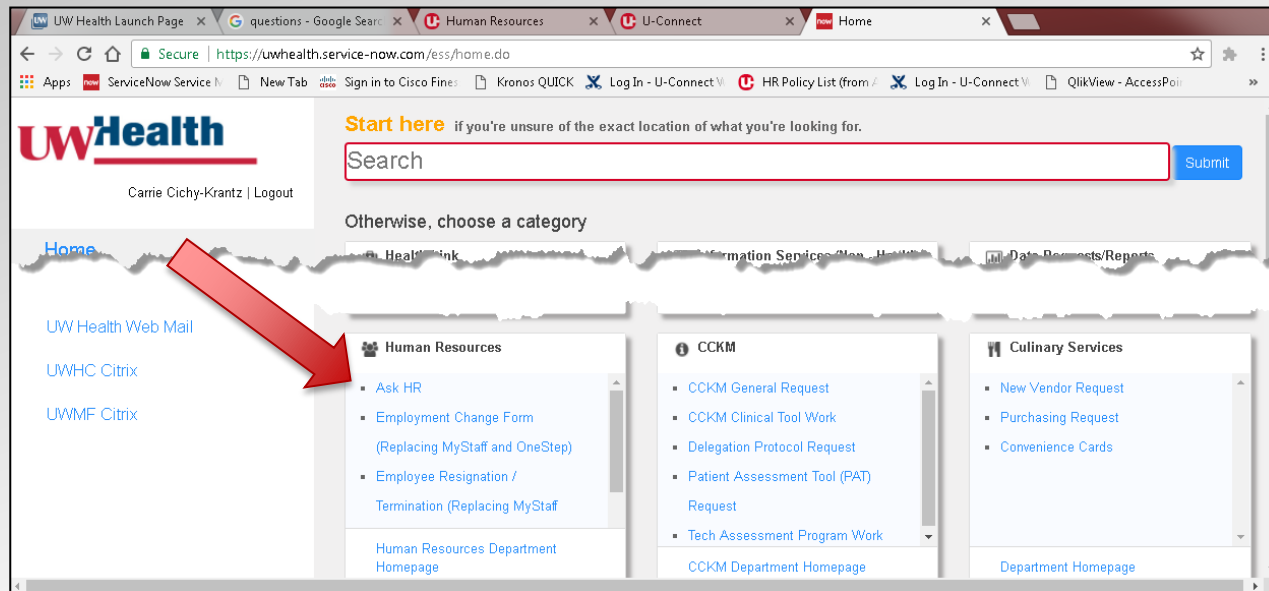 UW Health Launch Page
questions - Google Searc
Human Resources
U-Connect
Home
Secure | https://uwhealth.service-now.com/ess/home.do
Apps
ServiceNow Service N
New Tab
Sign in to Cisco Fines
Kronos QUICK
Log In - U-Connect
HR Policy List (from
Log In - U-Connect
QlikView - AccessPoin
»
UWHealth
Carrie Cichy-Krantz | Logout
Start here if you're unsure of the exact location of what you're looking for.
Search
Submit
Otherwise, choose a category
Home
Data Requests/Reports
UW Health Web Mail
UWHC Citrix
UWMF Citrix
Human Resources
Ask HR
Employment Change Form
(Replacing MyStaff and OneStep)
Employee Resignation /
Termination (Replacing MyStaff
Human Resources Department
Homepage
CCKM
CCKM General Request
CCKM Clinical Tool Work
Delegation Protocol Request
Patient Assessment Tool (PAT)
Request
Tech Assessment Program Work
CCKM Department Homepage
Culinary Services
New Vendor Request
Purchasing Request
Convenience Cards
Department Homepage